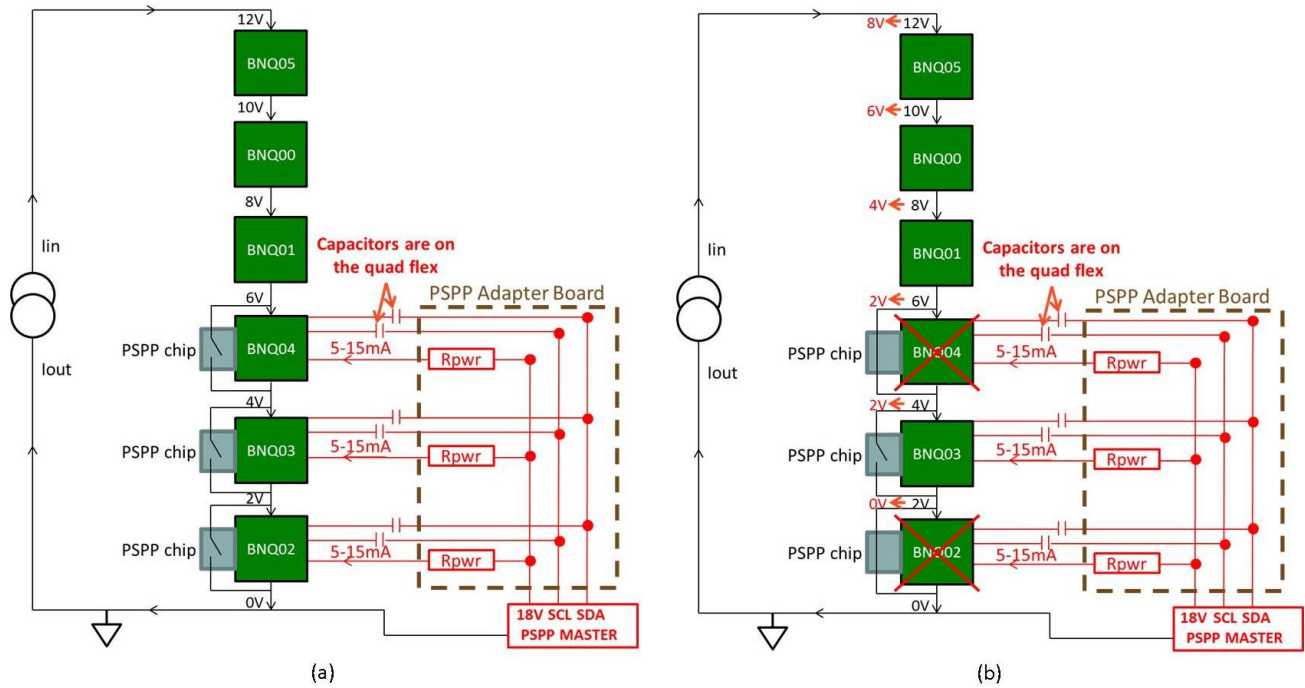 12V
BNQ05
10V
BNQ00
8V
BNQ01
Iin
Capacitors are on
the quad flex
6V
PSPP Adapter Board
PSPP chip
BNQ04
5-15mA
Rpwr
Iout
4V
PSPP chip
BNQ03
5-15mA
Rpwr
2V
PSPP chip
BNQ02
5-15mA
Rpwr
0V
18V SCL SDA
PSPP MASTER
(a)
8V 12V
BNQ05
6V 10V
BNQ00
4V 8V
BNQ01
Iin
Capacitors are on
the quad flex
2V 6V
PSPP Adapter Board
PSPP chip
BNQ04
5-15mA
Rpwr
Iout
2V 4V
PSPP chip
BNQ03
5-15mA
Rpwr
0V 2V
PSPP chip
BNQ02
5-15mA
Rpwr
0V
18V SCL SDA
PSPP MASTER
(b)